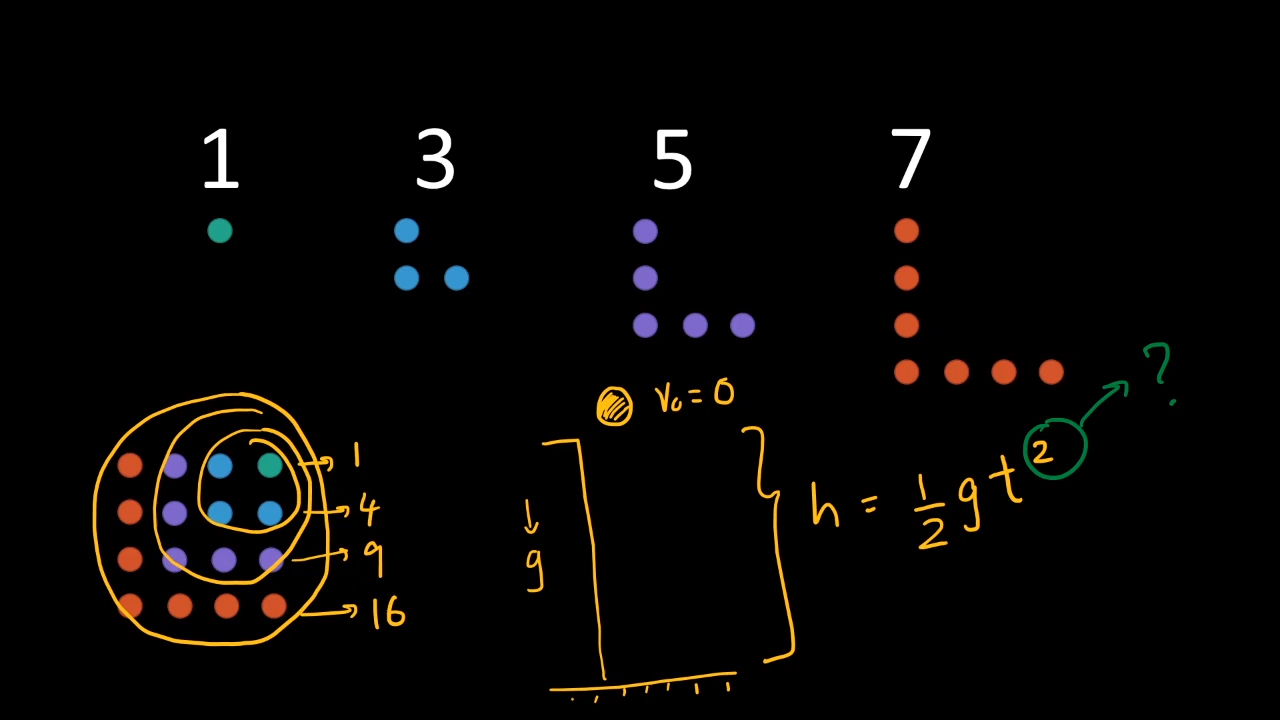 1 3 5 7
v₀ = 0
?
→ 1
→ 4
→ 9
→ 16
↓
g
h = 1/2 g t²